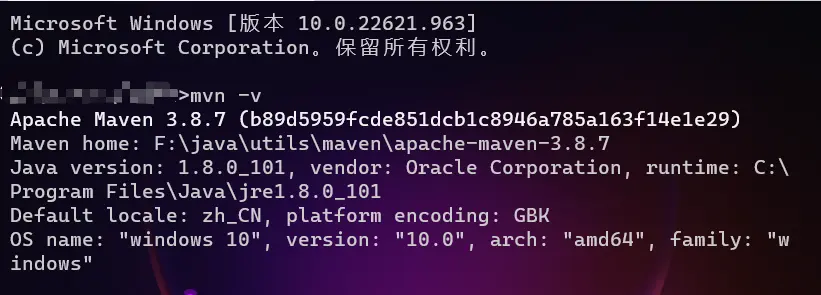 Microsoft Windows [版本 10.0.22621.963]
(c) Microsoft Corporation。保留所有权利。
>mvn -v
Apache Maven 3.8.7 (b89d5959fcde851dcb1c8946a785a163f14e1e29)
Maven home: F:\java\utils\maven\apache-maven-3.8.7
Java version: 1.8.0_101, vendor: Oracle Corporation, runtime: C:\
Program Files\Java\jre1.8.0_101
Default locale: zh_CN, platform encoding: GBK
OS name: "windows 10", version: "10.0", arch: "amd64", family: "w
indows"